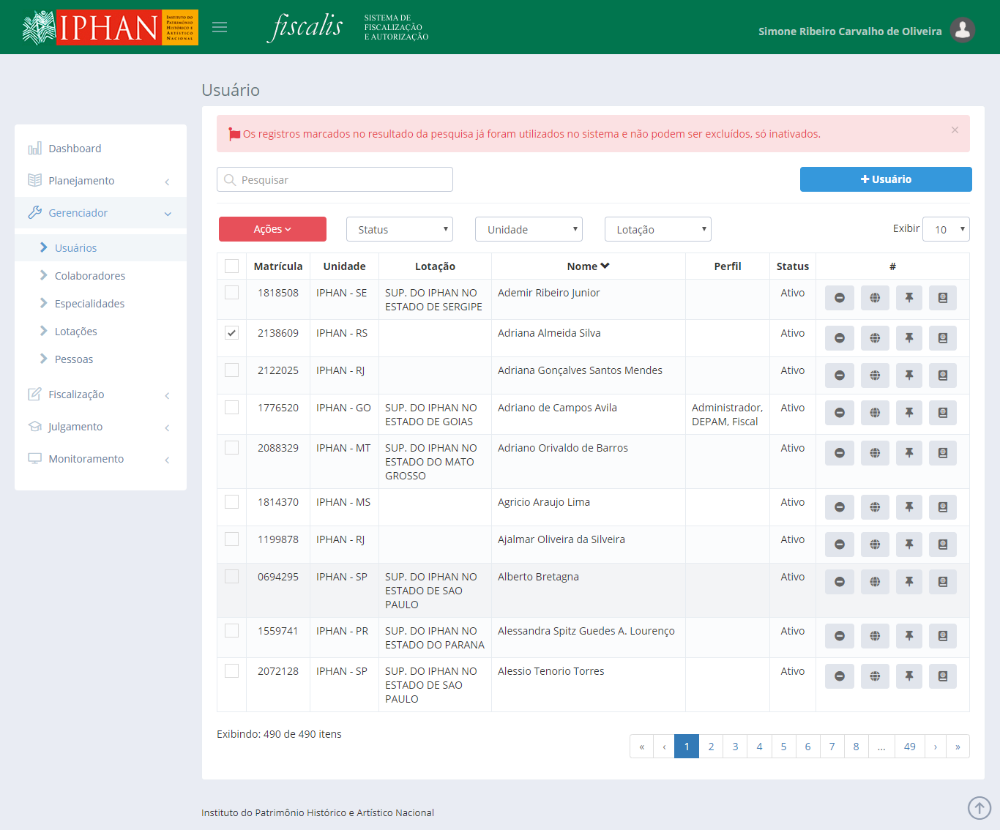 IPHAN
INSTITUTO DO
PATRIMÔNIO
HISTÓRICO E
ARTÍSTICO
NACIONAL
fiscalis
SISTEMA DE
FISCALIZAÇÃO
E AUTORIZAÇÃO
Simone Ribeiro Carvalho de Oliveira
Usuário
Dashboard
Planejamento
Gerenciador
Usuários
Colaboradores
Especialidades
Lotações
Pessoas
Fiscalização
Julgamento
Monitoramento
Os registros marcados no resultado da pesquisa já foram utilizados no sistema e não podem ser excluídos, só inativados. ×
Pesquisar
+ Usuário
Ações Status Unidade Lotação Exibir 10
Matrícula Unidade Lotação Nome Perfil Status #
1818508 IPHAN - SE SUP. DO IPHAN NO Ademir Ribeiro Junior Ativo
ESTADO DE SERGIPE
2138609 IPHAN - RS Adriana Almeida Silva Ativo
2122025 IPHAN - RJ Adriana Gonçalves Santos Mendes Ativo
1776520 IPHAN - GO SUP. DO IPHAN NO Adriano de Campos Avila Administrador, Ativo
ESTADO DE GOIAS DEPAM, Fiscal
2088329 IPHAN - MT SUP. DO IPHAN NO Adriano Orivaldo de Barros Ativo
ESTADO DO MATO
GROSSO
1814370 IPHAN - MS Agricio Araujo Lima Ativo
1199878 IPHAN - RJ Ajalmar Oliveira da Silveira Ativo
0694295 IPHAN - SP SUP. DO IPHAN NO Alberto Bretagna Ativo
ESTADO DE SAO
PAULO
1559741 IPHAN - PR SUP. DO IPHAN NO Alessandra Spitz Guedes A. Lourenço Ativo
ESTADO DO PARANA
2072128 IPHAN - SP SUP. DO IPHAN NO Alessio Tenorio Torres Ativo
ESTADO DE SAO
PAULO
Exibindo: 490 de 490 itens
« ‹ 1 2 3 4 5 6 7 8 ... 49 › »
Instituto do Patrimônio Histórico e Artístico Nacional